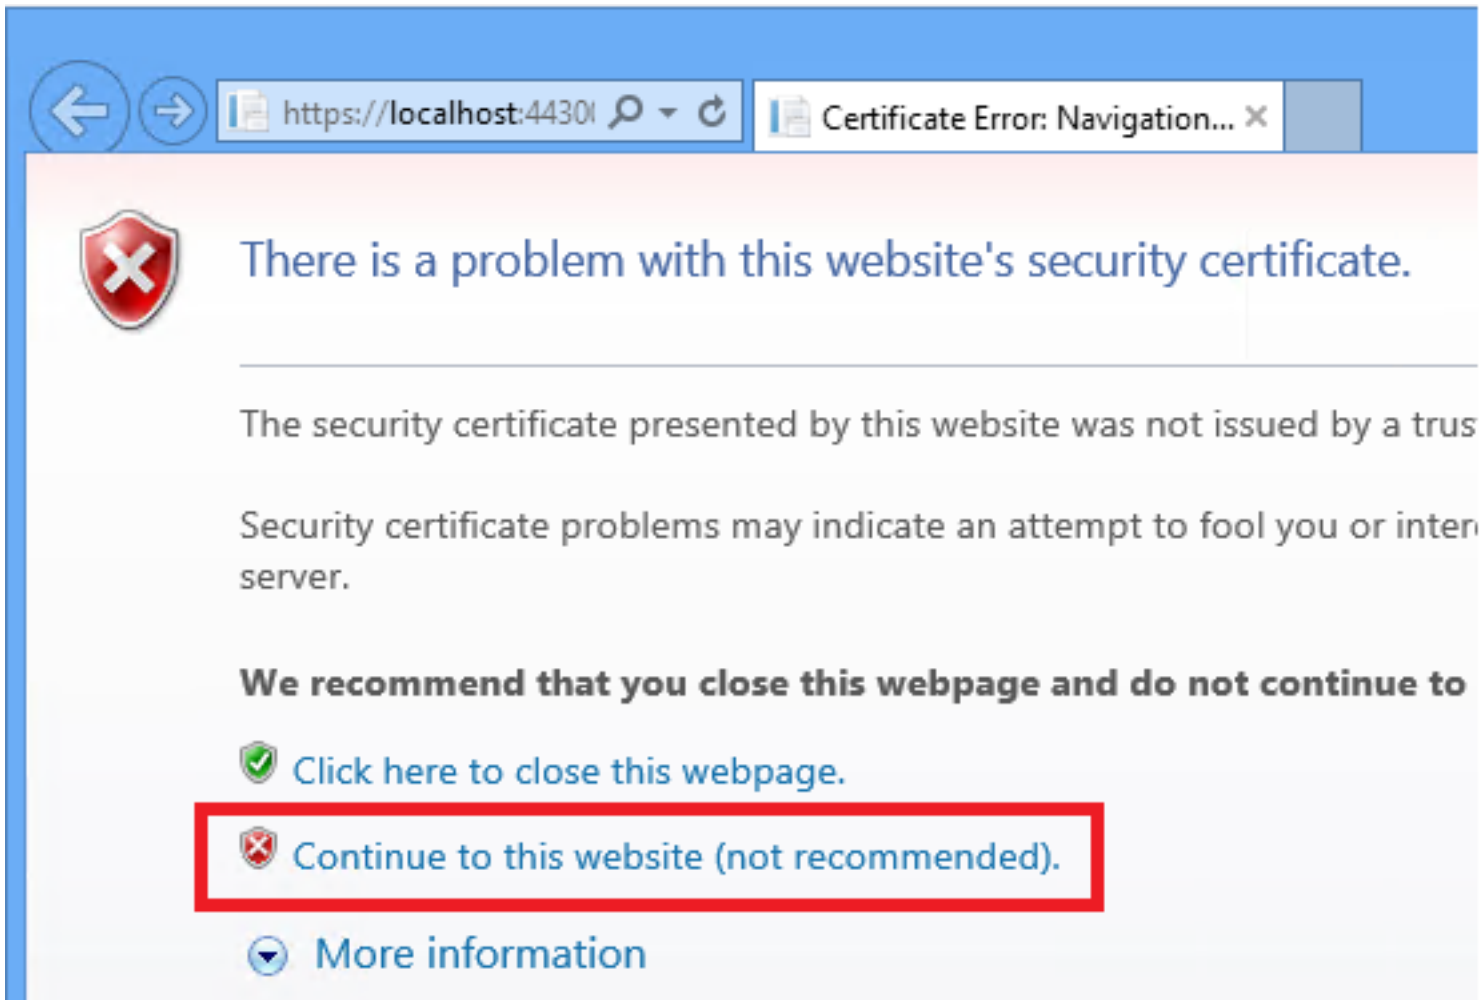 https://localhost:4430
Certificate Error: Navigation...
There is a problem with this website's security certificate.
The security certificate presented by this website was not issued by a
Security certificate problems may indicate an attempt to fool you or
server.
We recommend that you close this webpage and do not continue to
Click here to close this webpage.
Continue to this website (not recommended).
More information